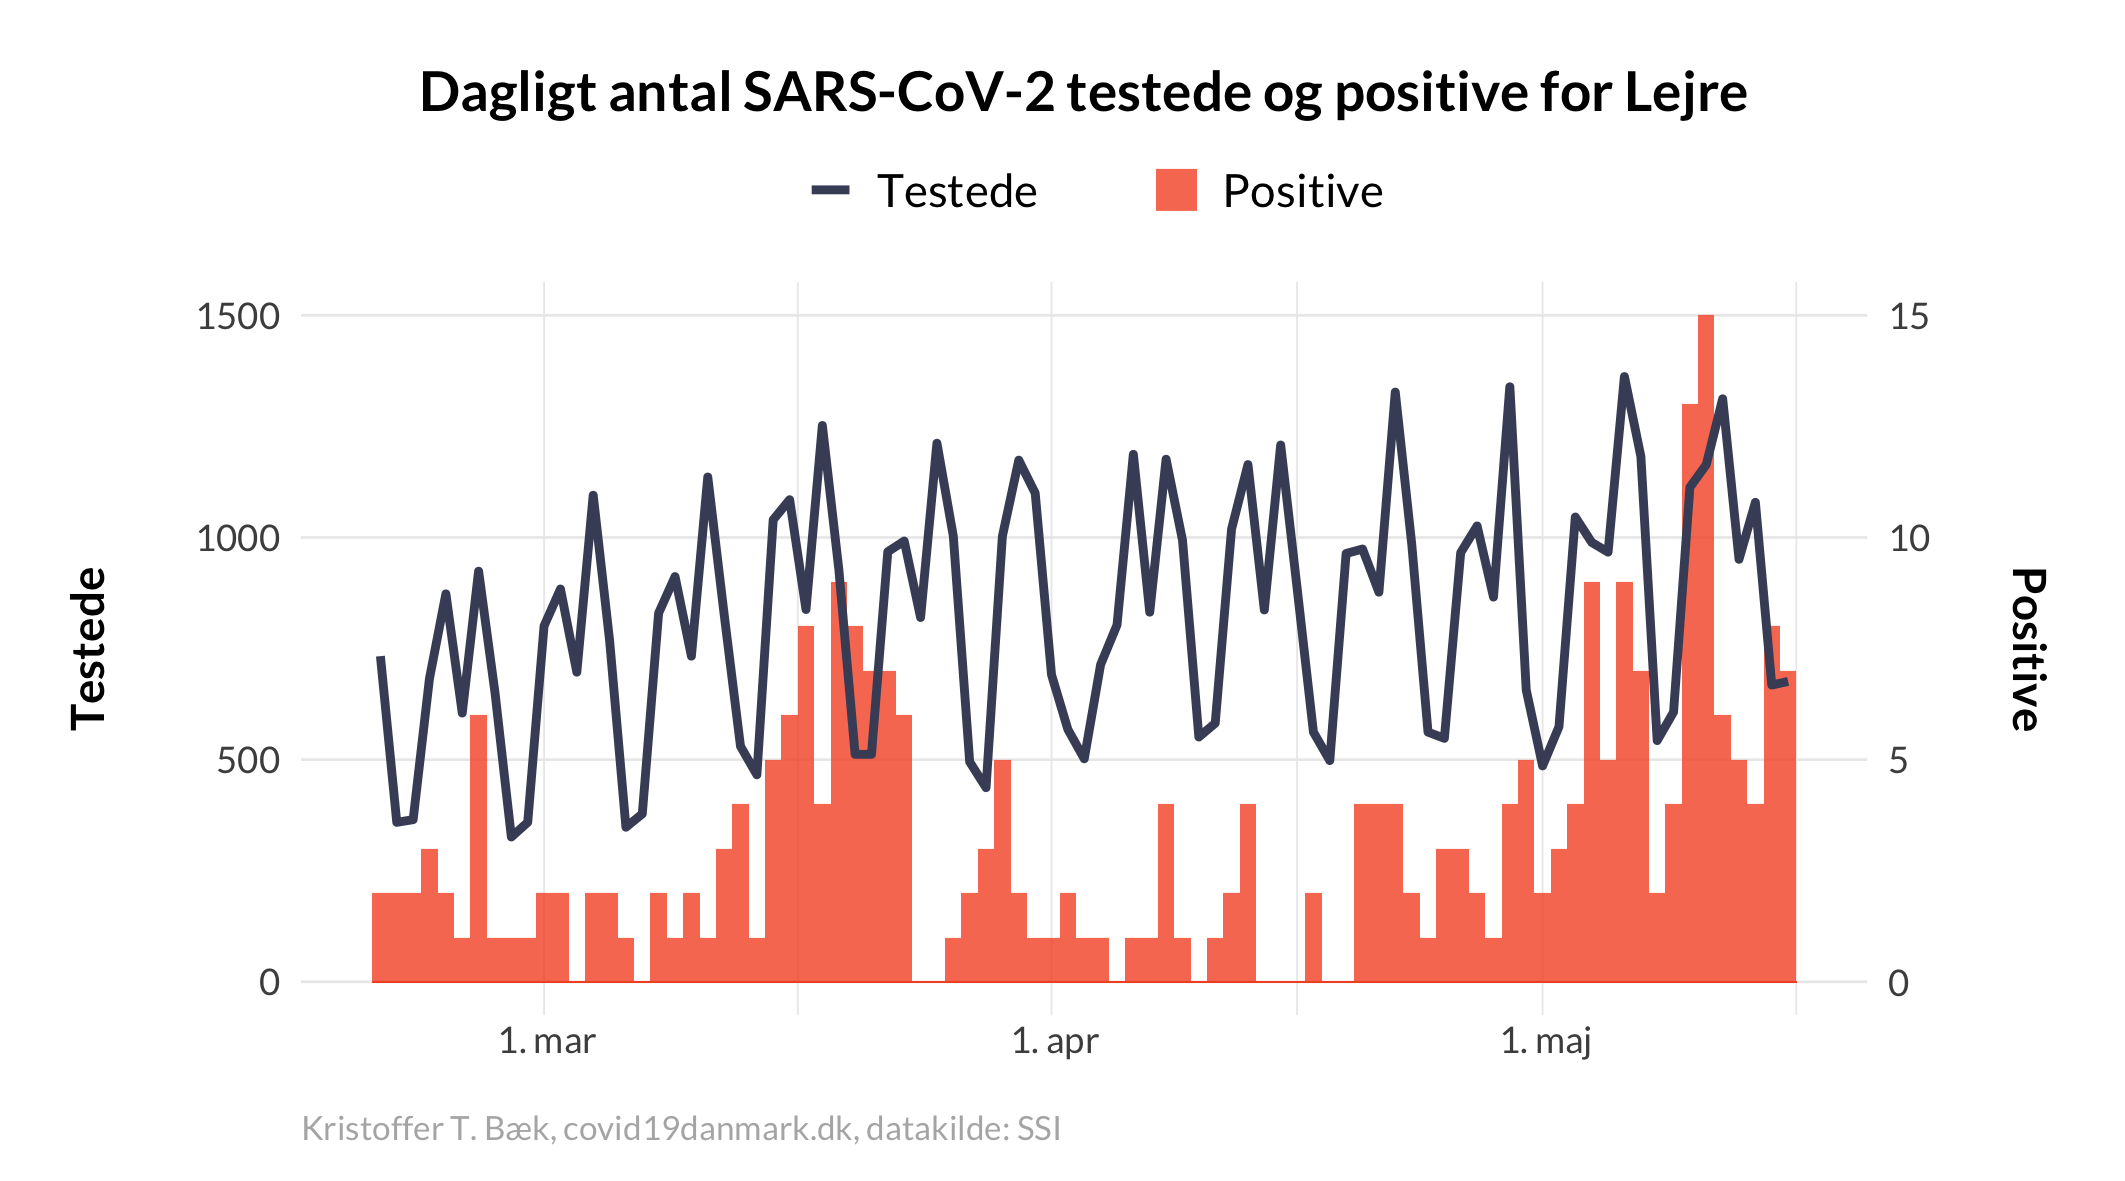 Dagligt antal SARS-CoV-2 testede og positive for Lejre
Testede Positive
1500 15
1000 10
500 5
0 0
Testede
Positive
1. mar 1. apr 1. maj
Kristoffer T. Bæk, covid19danmark.dk, datakilde: SSI